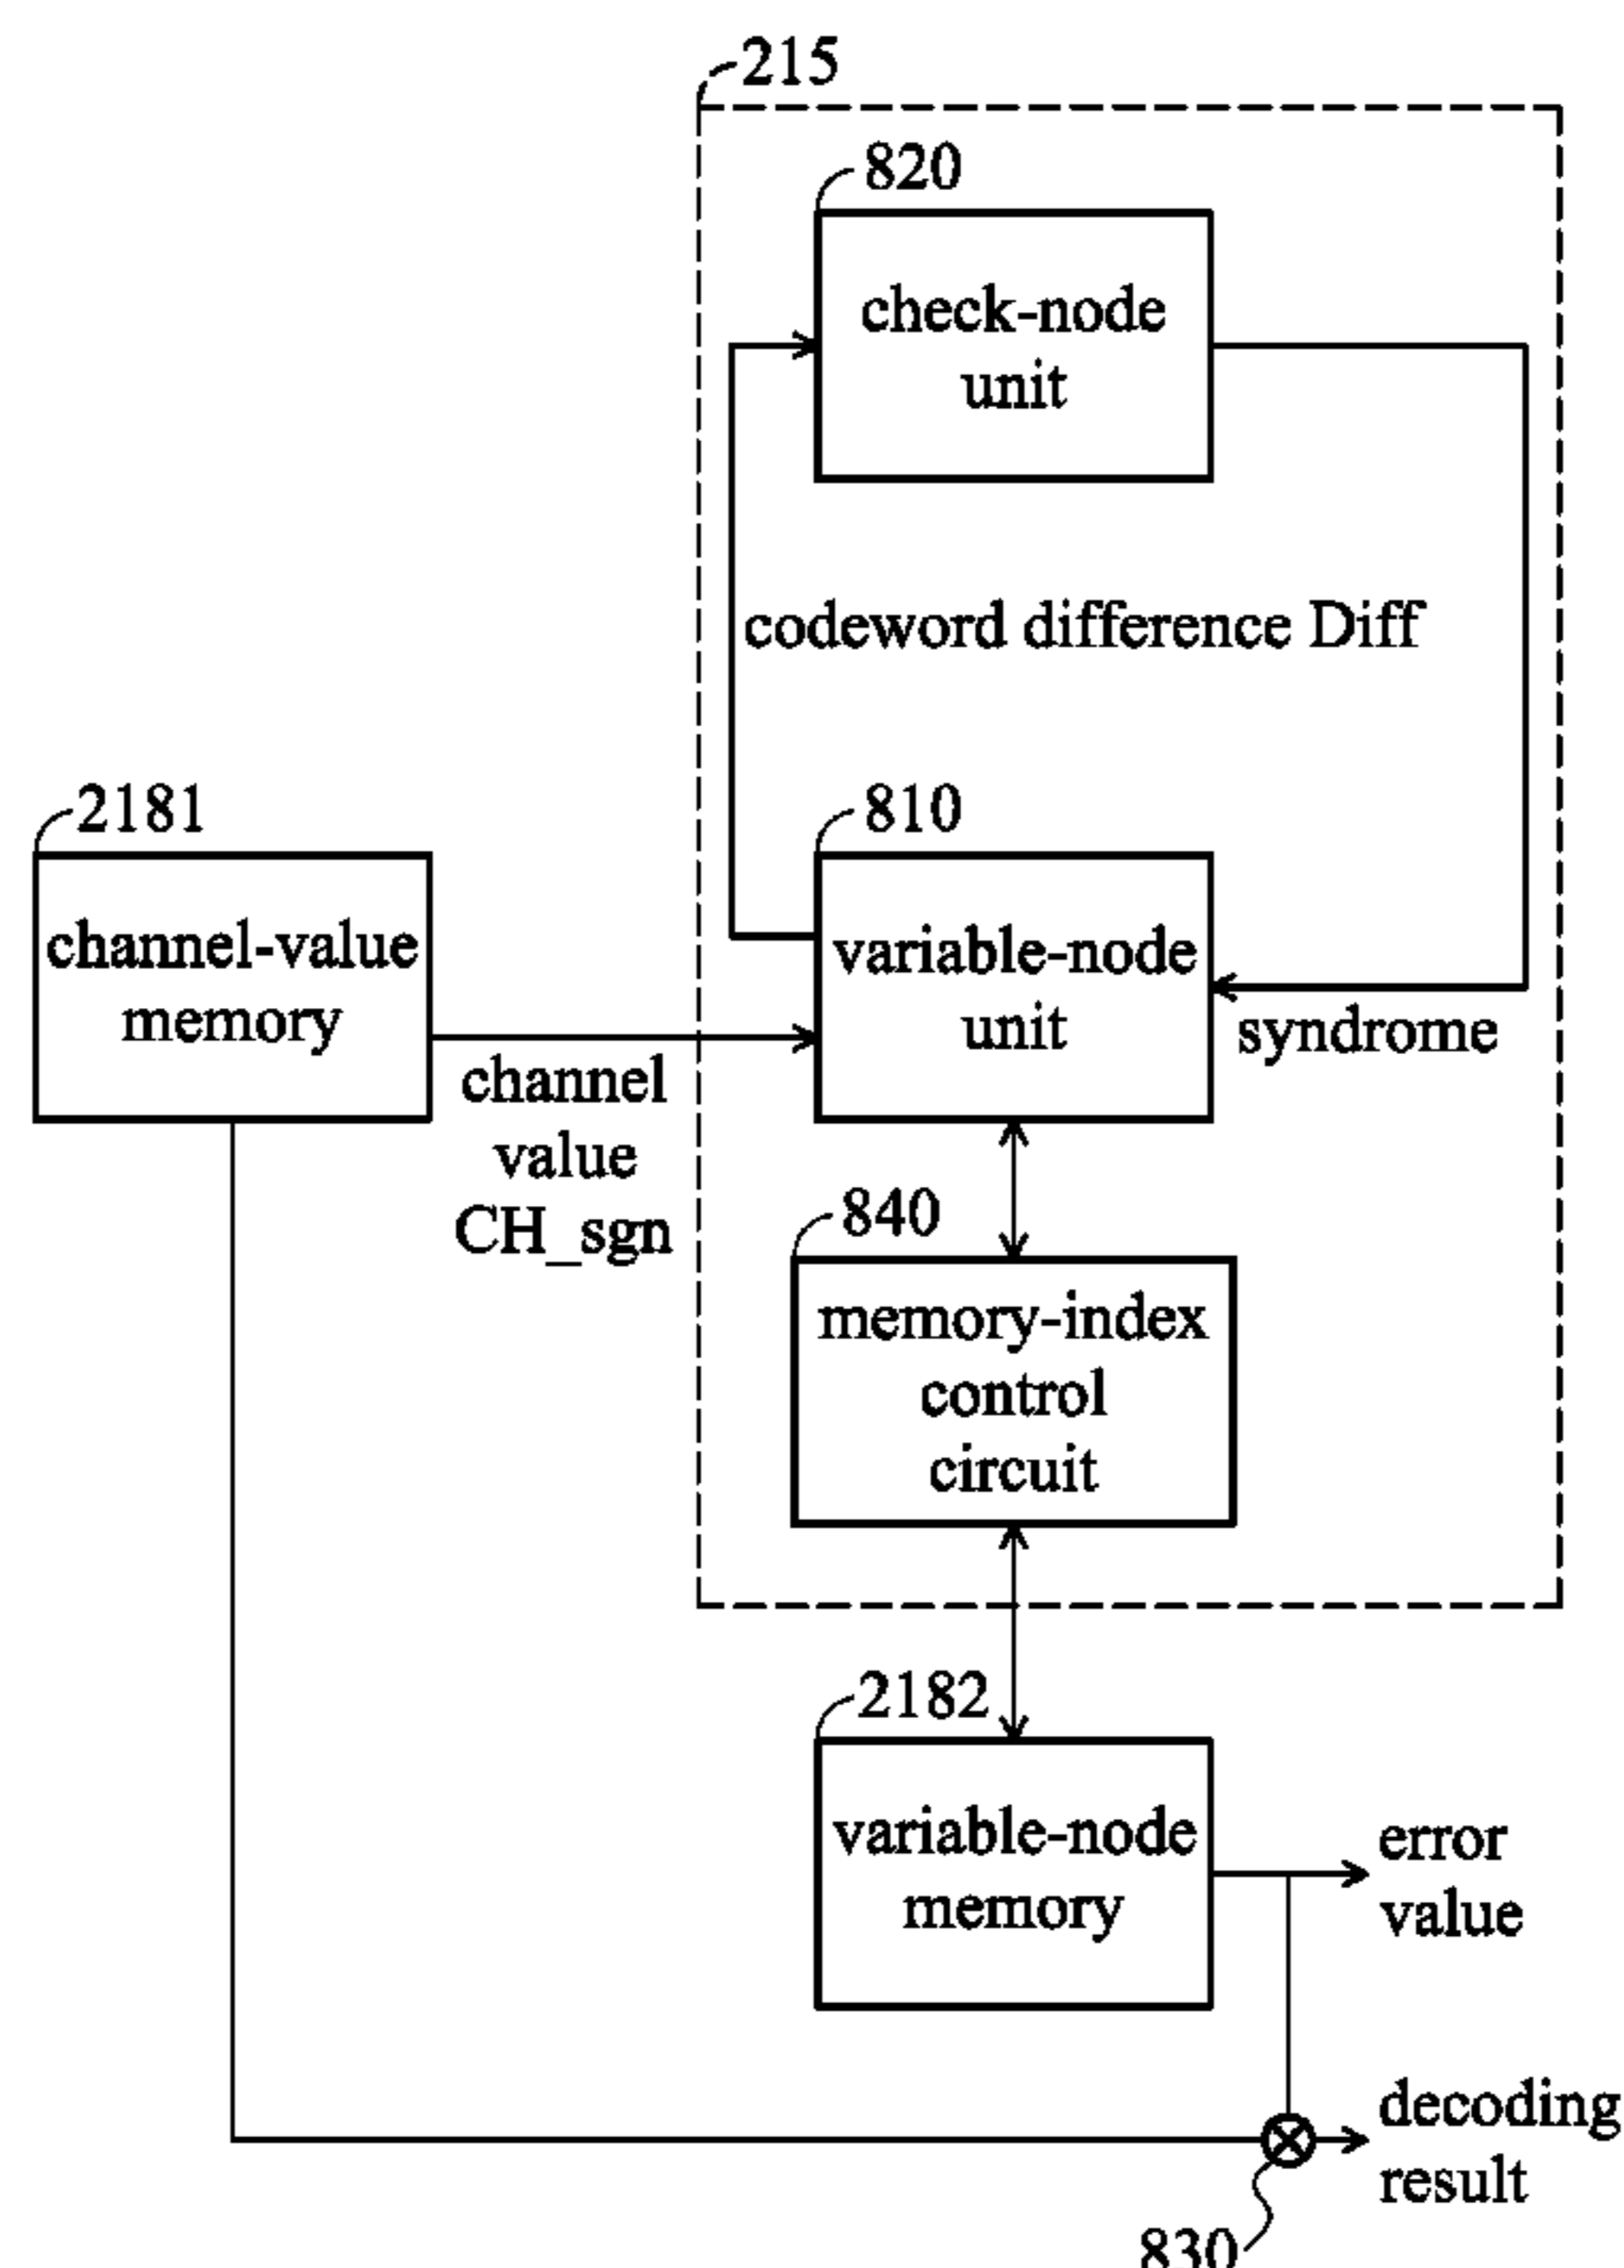 215
820
check-node
unit
codeword difference Diff
2181
channel-value
memory
810
variable-node
unit
syndrome
channel
value
CH_sgn
840
memory-index
control
circuit
2182
variable-node
memory
error
value
decoding
result
830